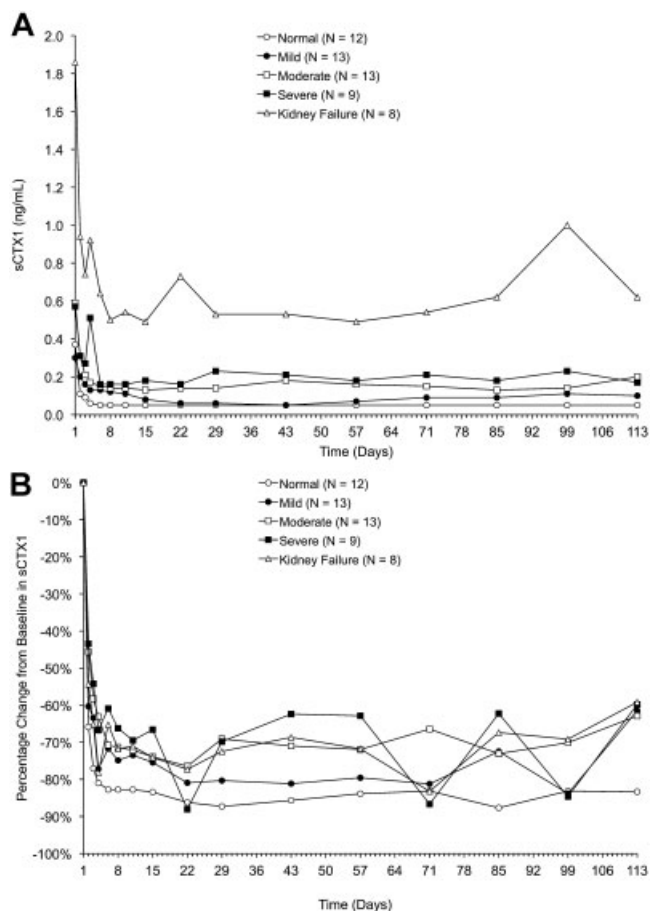 A
2.0
1.8
1.6
1.4
1.2
1.0
0.8
0.6
0.4
0.2
0.0
sCTX1 (ng/mL)
Normal (N = 12)
Mild (N = 13)
Moderate (N = 13)
Severe (N = 9)
Kidney Failure (N = 8)
1 8 15 22 29 36 43 50 57 64 71 78 85 92 99 106 113
Time (Days)
B
0%
-10%
-20%
-30%
-40%
-50%
-60%
-70%
-80%
-90%
-100%
Percentage Change from Baseline in sCTX1
Normal (N = 12)
Mild (N = 13)
Moderate (N = 13)
Severe (N = 9)
Kidney Failure (N = 8)
1 8 15 22 29 36 43 50 57 64 71 78 85 92 99 106 113
Time (Days)